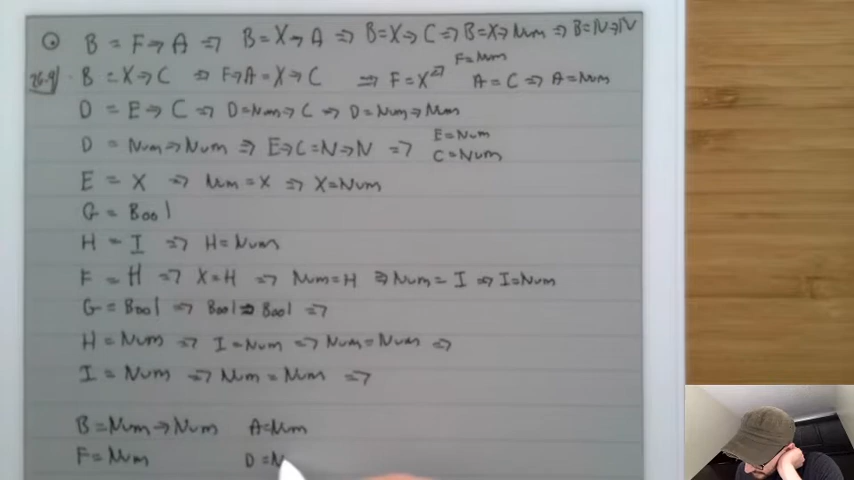 ⊙ B = F → A ⇒ B = X → A ⇒ B = X → C ⇒ B = X → Num ⇒ B = N → N
F = Num
B = X → C ⇒ F → A = X → C ⇒ F = X ⇒ A = C ⇒ A = Num
D = E → C ⇒ D = Num → C ⇒ D = Num → Num
D = Num → Num ⇒ E → C = N → N ⇒ E = Num
C = Num
E = X ⇒ Num = X ⇒ X = Num
G = Bool
H = I ⇒ H = Num
F = H ⇒ X = H ⇒ Num = H ⇒ Num = I ⇒ I = Num
G = Bool ⇒ Bool = Bool ⇒
H = Num ⇒ I = Num ⇒ Num = Num ⇒
I = Num ⇒ Num = Num ⇒
B = Num → Num A = Num
F = Num D = N